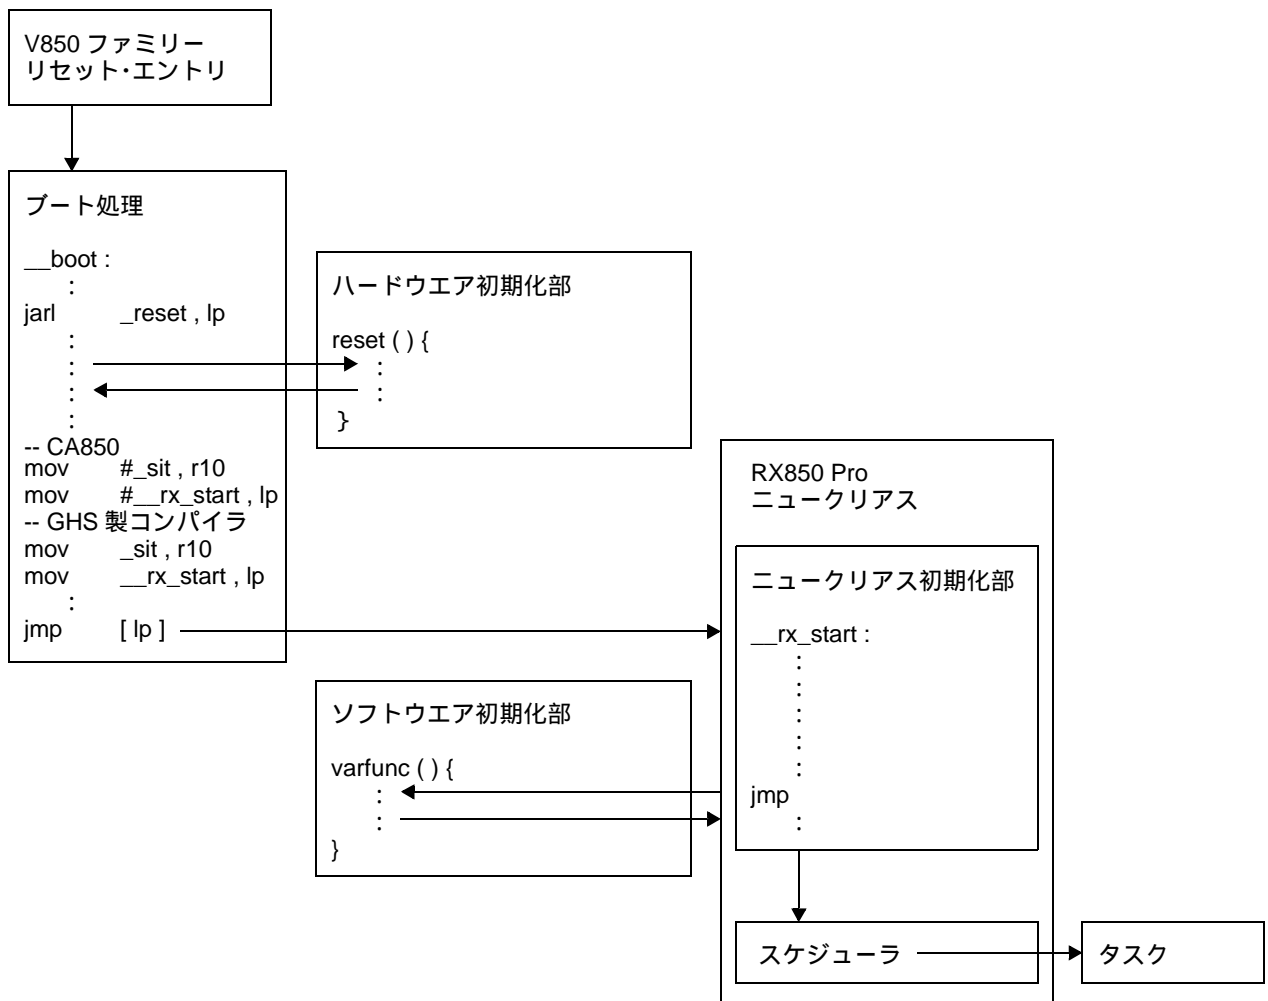 V850 ファミリー
リセット・エントリ
ブート処理
__boot :
:
jarl _reset , lp
:
:
:
:
-- CA850
mov #_sit , r10
mov #__rx_start , lp
-- GHS 製コンパイラ
mov _sit , r10
mov __rx_start , lp
:
jmp [ lp ]
ハードウエア初期化部
reset ( ) {
:
:
}
RX850 Pro
ニュークリアス
ニュークリアス初期化部
__rx_start :
:
:
:
:
:
jmp
:
ソフトウエア初期化部
varfunc ( ) {
:
:
}
スケジューラ
タスク